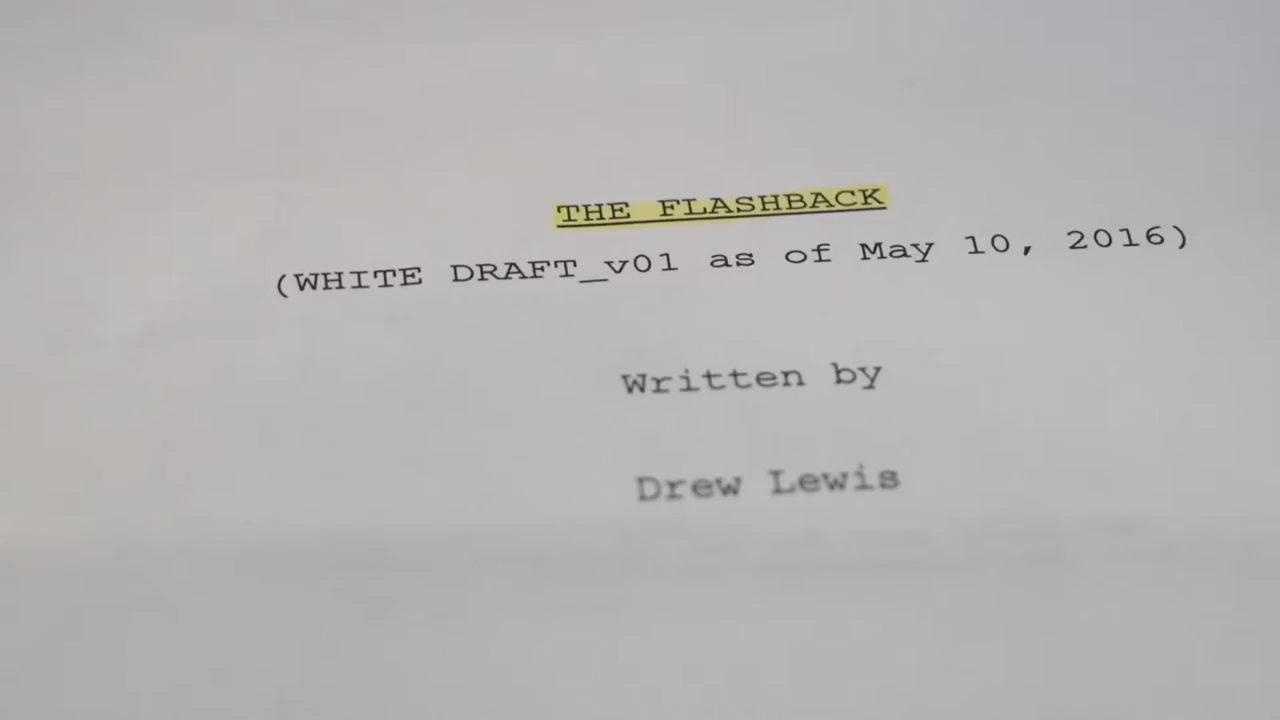 THE FLASHBACK
(WHITE DRAFT_v01 as of May 10, 2016)
Written by
Drew Lewis